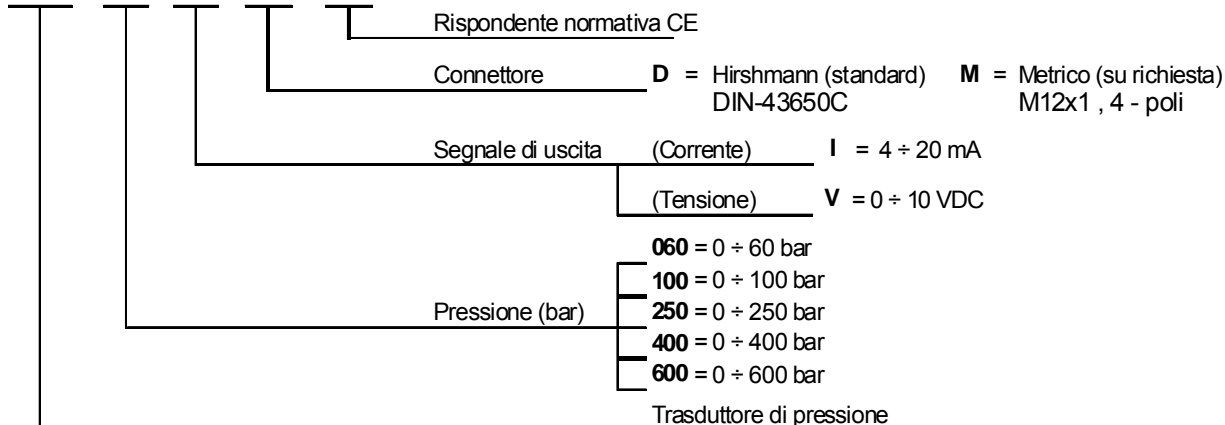 Rispondente normativa CE
Connettore D = Hirshmann (standard) M = Metrico (su richiesta)
DIN-43650C M12x1 , 4 - poli
Segnale di uscita (Corrente) I = 4 ÷ 20 mA
(Tensione) V = 0 ÷ 10 VDC
060 = 0 ÷ 60 bar
100 = 0 ÷ 100 bar
Pressione (bar) 250 = 0 ÷ 250 bar
400 = 0 ÷ 400 bar
600 = 0 ÷ 600 bar
Trasduttore di pressione